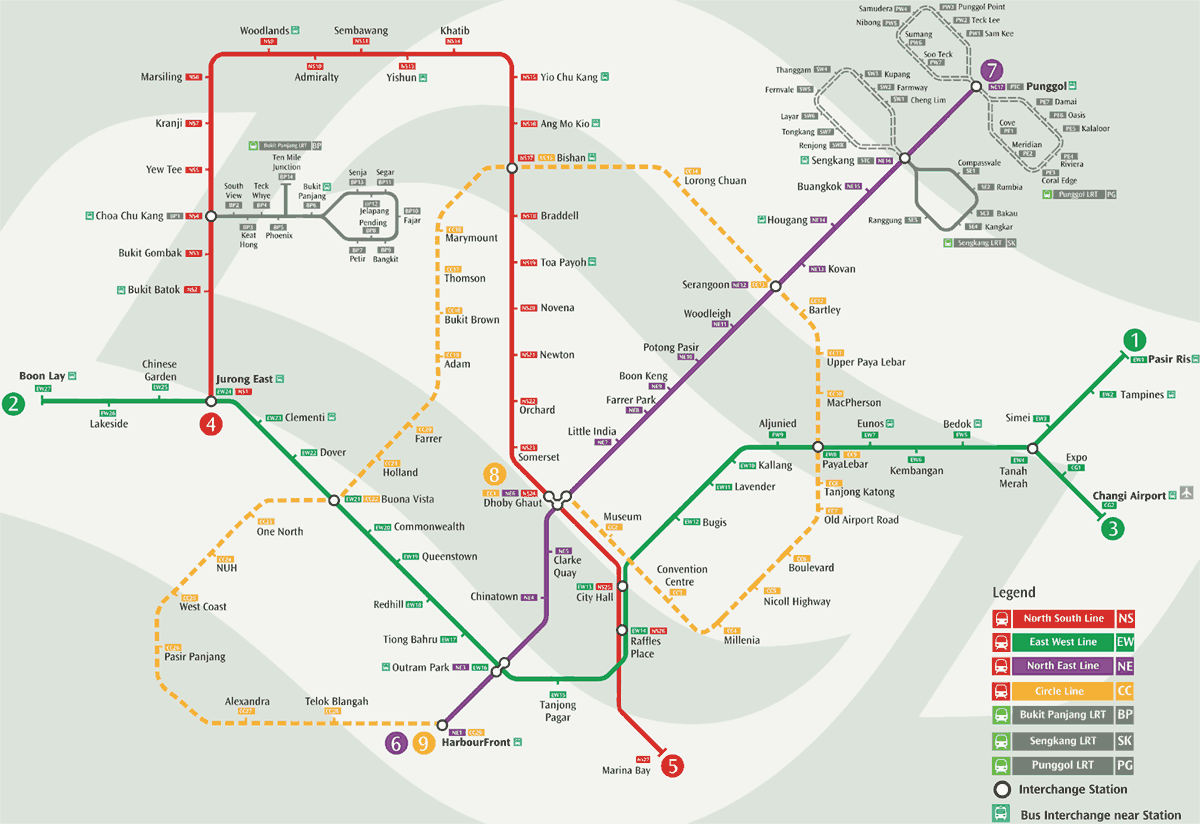 Woodlands
NS9
Sembawang
NS11
Khatib
NS14
NS10
Admiralty
NS13
Yishun
Marsiling NS8
Kranji NS7
Yew Tee NS5
Choa Chu Kang BP1 NS4
Bukit Gombak NS3
Bukit Batok NS2
Bukit Panjang LRT BP
Ten Mile
Junction
BP14
South
View
BP2
Teck
Whye
BP4
Bukit
Panjang
BP6
BP3
Keat
Hong
BP5
Phoenix
Senja
BP13
Segar
BP11
BP12
Jelapang
Pending
BP8
BP10
Fajar
BP7
Petir
BP9
Bangkit
NS15 Yio Chu Kang
NS16 Ang Mo Kio
NS17 CC15 Bishan
NS18 Braddell
NS19 Toa Payoh
NS20 Novena
NS21 Newton
NS22
Orchard
NS23
Somerset
CC14
Lorong Chuan
Marymount
Thomson
Bukit Brown
Adam
Farrer
Holland
Samudera PW4
Nibong PW5
PW3 Punggol Point
PW2 Teck Lee
PW1 Sam Kee
Sumang
PW6
Soo Teck
PW7
7
NE17 PTC Punggol
PE7 Damai
PE6 Oasis
PE5 Kalaloor
Cove
PE1
Meridian
PE2
PE4
Riviera
PE3
Coral Edge
Punggol LRT PG
Thanggam SW4
Fernvale SW5
Layar SW6
Tongkang SW7
Renjong SW8
SW3 Kupang
SW2 Farmway
SW1 Cheng Lim
Sengkang STC NE16
Compasswale
SE1
SE2 Rumbia
SE3 Bakau
SE4 Kangkar
Ranggung SE5
Sengkang LRT SK
Buangkok NE15
Hougang NE14
NE13 Kovan
Serangoon NE12 CC13
CC12
Bartley
Woodleigh
NE11
Potong Pasir
NE10
Boon Keng
NE9
Farrer Park
NE8
Little India
NE7
CC11
Upper Paya Lebar
CC10
MacPherson
1
EW1 Pasir Ris
EW2 Tampines
Simei EW3
Expo
CG1
Changi Airport
CG2
3
EW4
Tanah
Merah
Bedok
EW5
EW6
Kembangan
Eunos
EW7
EW8 CC9
PayaLebar
Aljunied
EW9
EW10 Kallang
EW11 Lavender
EW12 Bugis
CC8
Tanjong Katong
CC7
Old Airport Road
Boulevard
Nicoll Highway
Millenia
Convention
Centre
CC3
Museum
CC2
Boon Lay
EW27
2
EW26
Lakeside
Chinese
Garden
EW25
Jurong East
EW24 NS1
4
EW23 Clementi
EW22 Dover
EW21 CC22 Buona Vista
EW20 Commonwealth
EW19 Queenstown
Redhill EW18
Tiong Bahru EW17
Outram Park NE3 EW16
EW15
Tanjong
Pagar
8
CC1 NE6 NS24
Dhoby Ghaut
NE5
Clarke
Quay
Chinatown NE4
EW13 NS25
City Hall
EW14 NS26
Raffles
Place
NS27
Marina Bay
5
One North
NUH
West Coast
Pasir Panjang
Alexandra
Telok Blangah
6
9
NE1 CC29
HarbourFront
Legend
North South Line NS
East West Line EW
North East Line NE
Circle Line CC
Bukit Panjang LRT BP
Sengkang LRT SK
Punggol LRT PG
Interchange Station
Bus Interchange near Station